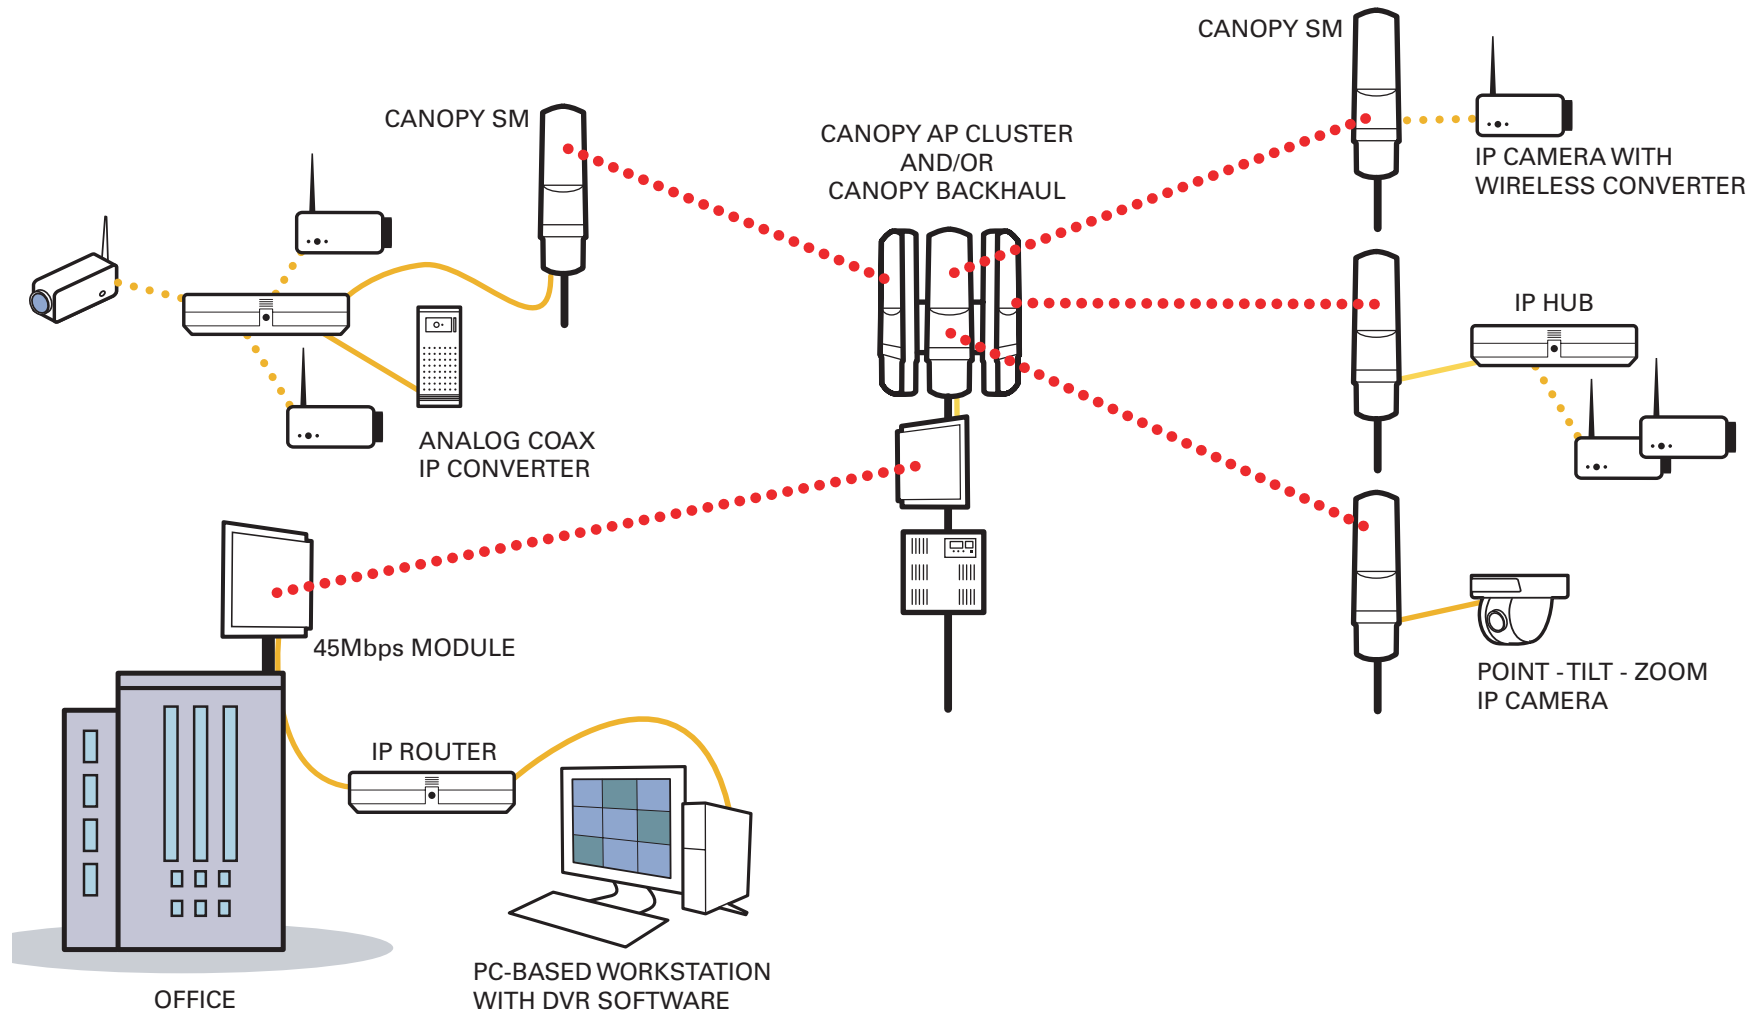 CANOPY SM
CANOPY SM
CANOPY AP CLUSTER
AND/OR
CANOPY BACKHAUL
IP CAMERA WITH
WIRELESS CONVERTER
IP HUB
ANALOG COAX
IP CONVERTER
45Mbps MODULE
POINT - TILT - ZOOM
IP CAMERA
IP ROUTER
PC-BASED WORKSTATION
WITH DVR SOFTWARE
OFFICE